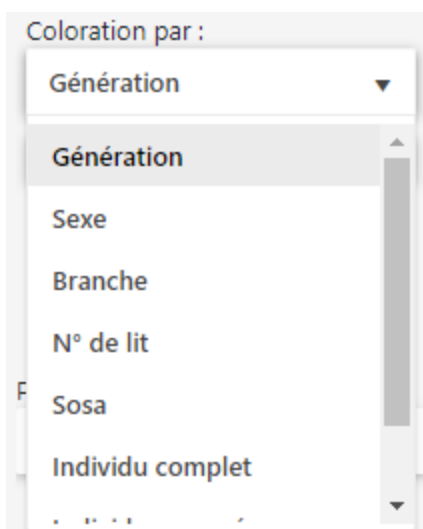 Coloration par :
Génération
Génération
Sexe
Branche
N° de lit
Sosa
Individu complet